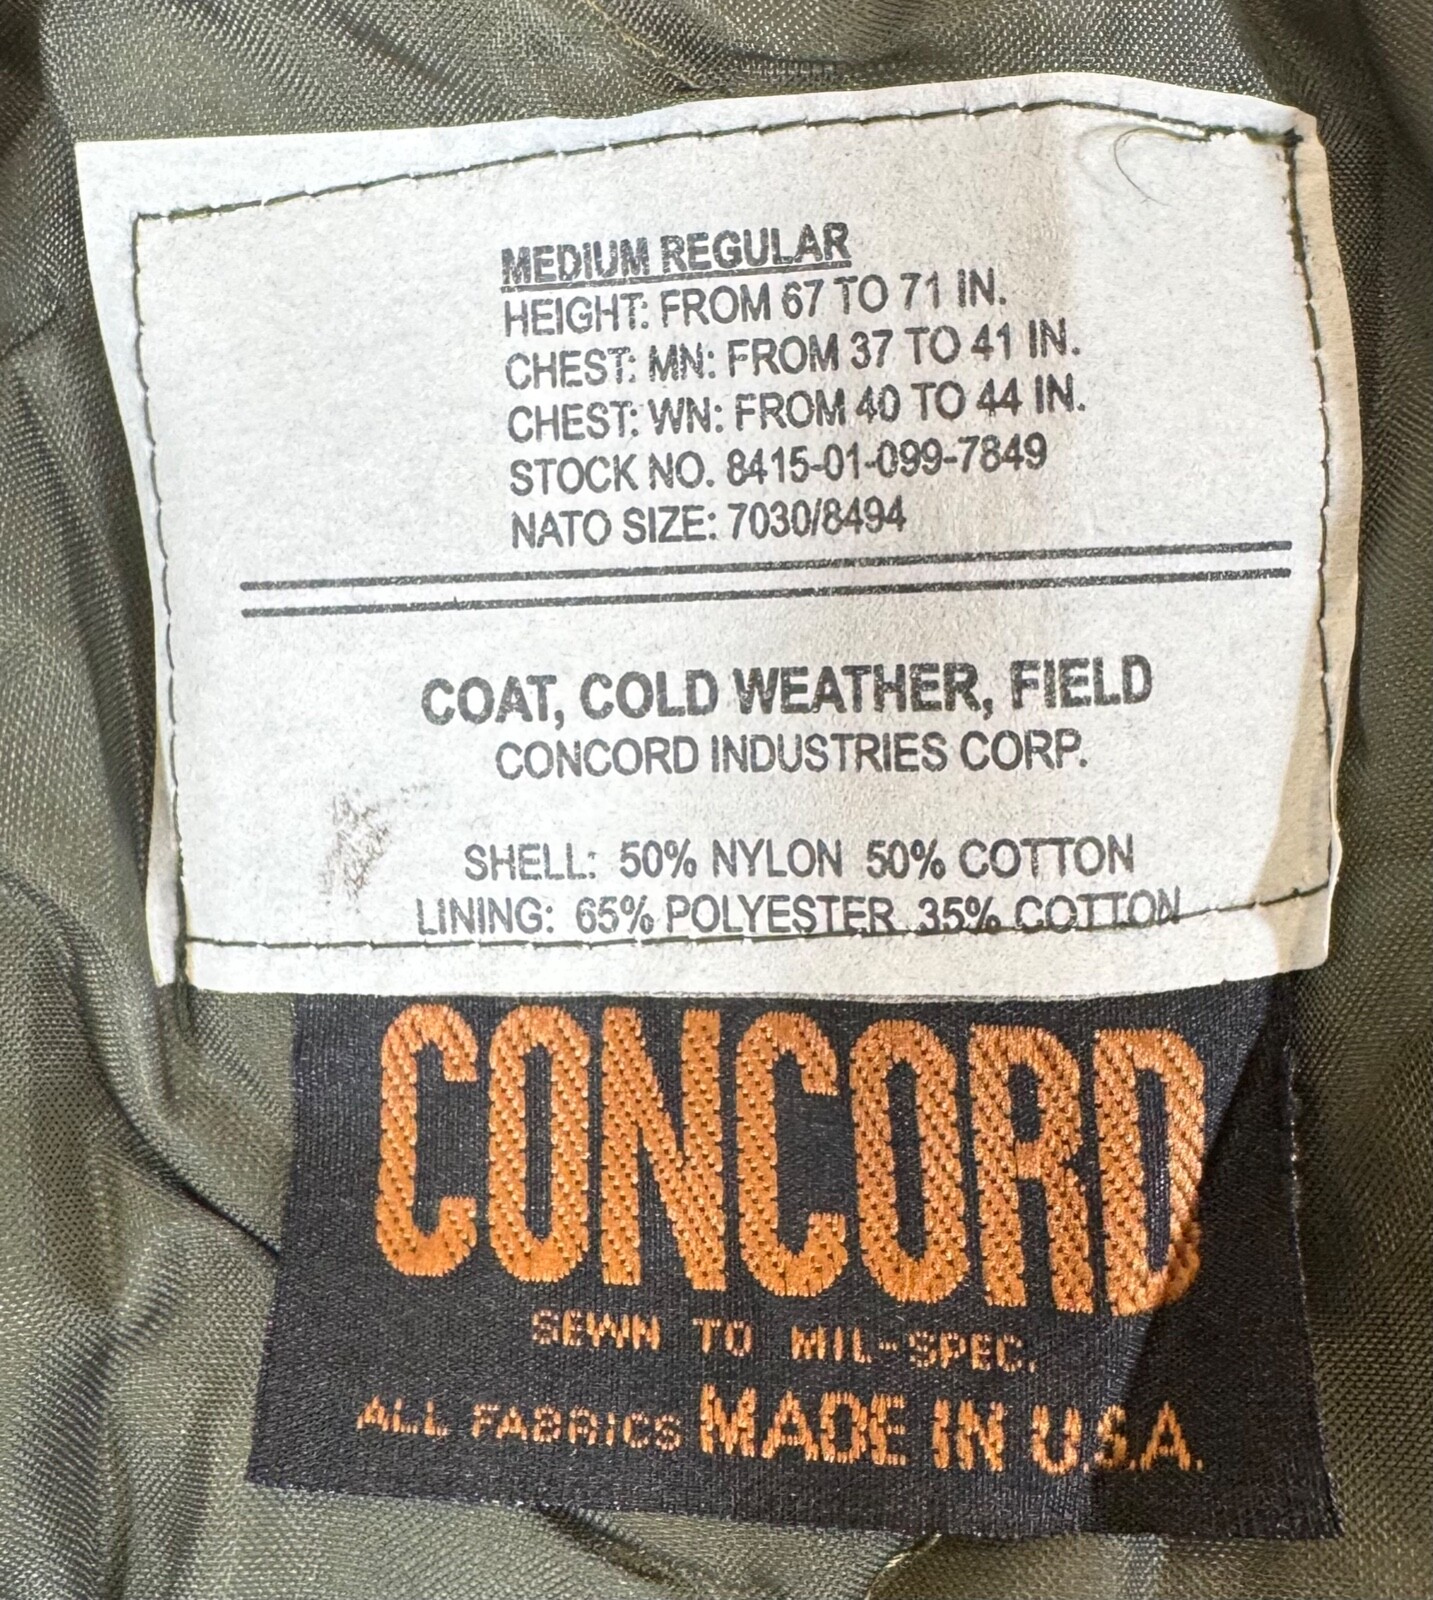 MEDIUM REGULAR
HEIGHT: FROM 67 TO 71 IN.
CHEST: MN: FROM 37 TO 41 IN.
CHEST: WN: FROM 40 TO 44 IN.
STOCK NO. 8415-01-099-7849
NATO SIZE: 7030/8494
COAT, COLD WEATHER, FIELD
CONCORD INDUSTRIES CORP.
SHELL: 50% NYLON 50% COTTON
LINING: 65% POLYESTER 35% COTTON
CONCORD
SEWN TO MIL-SPEC.
ALL FABRICS MADE IN U.S.A.